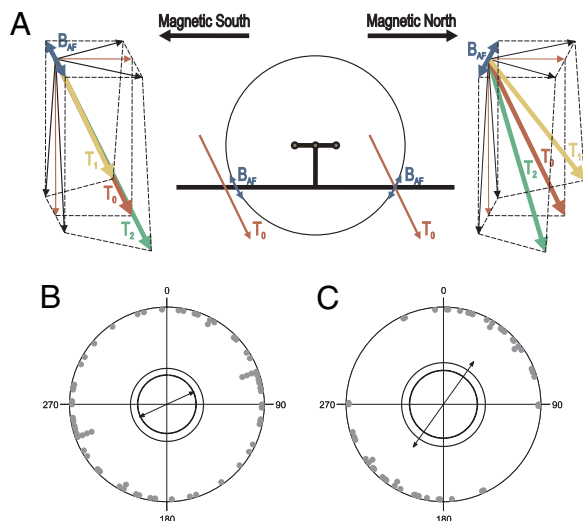 A
Magnetic South
Magnetic North
B_AF
T_1
T_0
T_2
B_AF
T_0
B_AF
T_0
B_AF
T_1
T_0
T_2
B
0
270
90
180
C
0
270
90
180